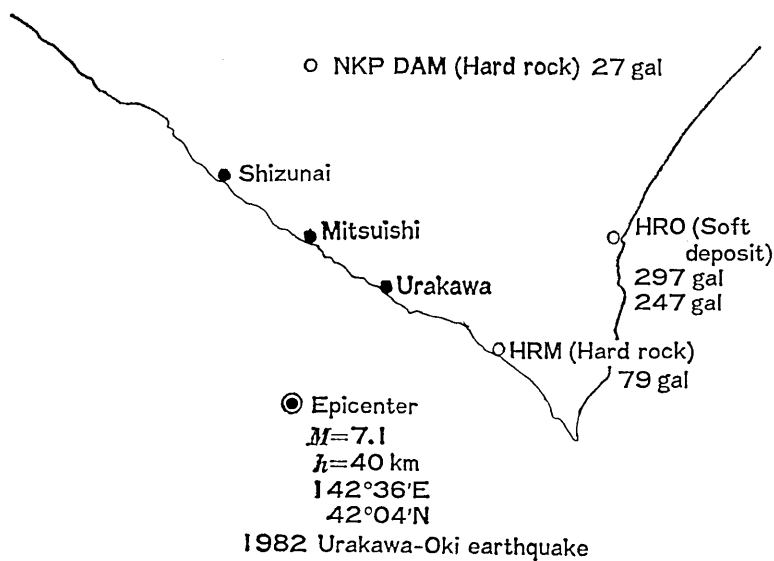 NKP DAM (Hard rock) 27 gal
Shizunai
Mitsuishi
HRO (Soft
deposit)
297 gal
247 gal
Urakawa
HRM (Hard rock)
79 gal
Epicenter
M=7.1
h=40 km
142°36'E
42°04'N
1982 Urakawa-Oki earthquake